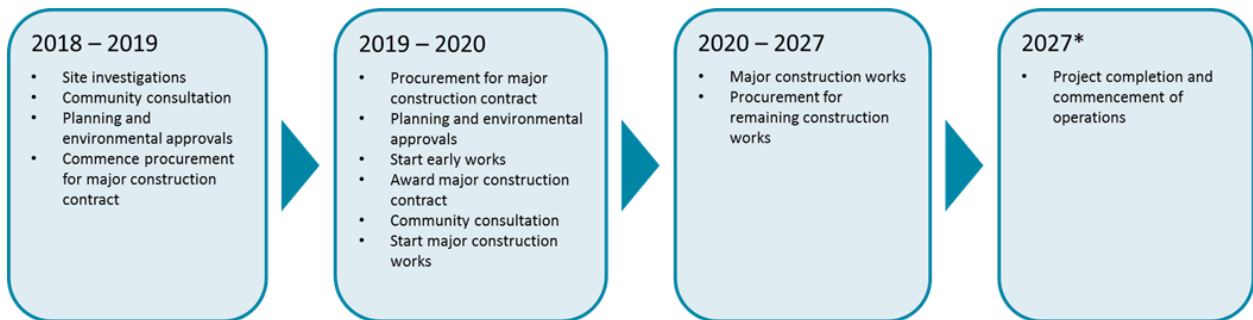 2018 – 2019
• Site investigations
• Community consultation
• Planning and
environmental approvals
• Commence procurement
for major construction
contract
2019 – 2020
• Procurement for major
construction contract
• Planning and environmental
approvals
• Start early works
• Award major construction
contract
• Community consultation
• Start major construction
works
2020 – 2027
• Major construction works
• Procurement for
remaining construction
works
2027*
• Project completion and
commencement of
operations